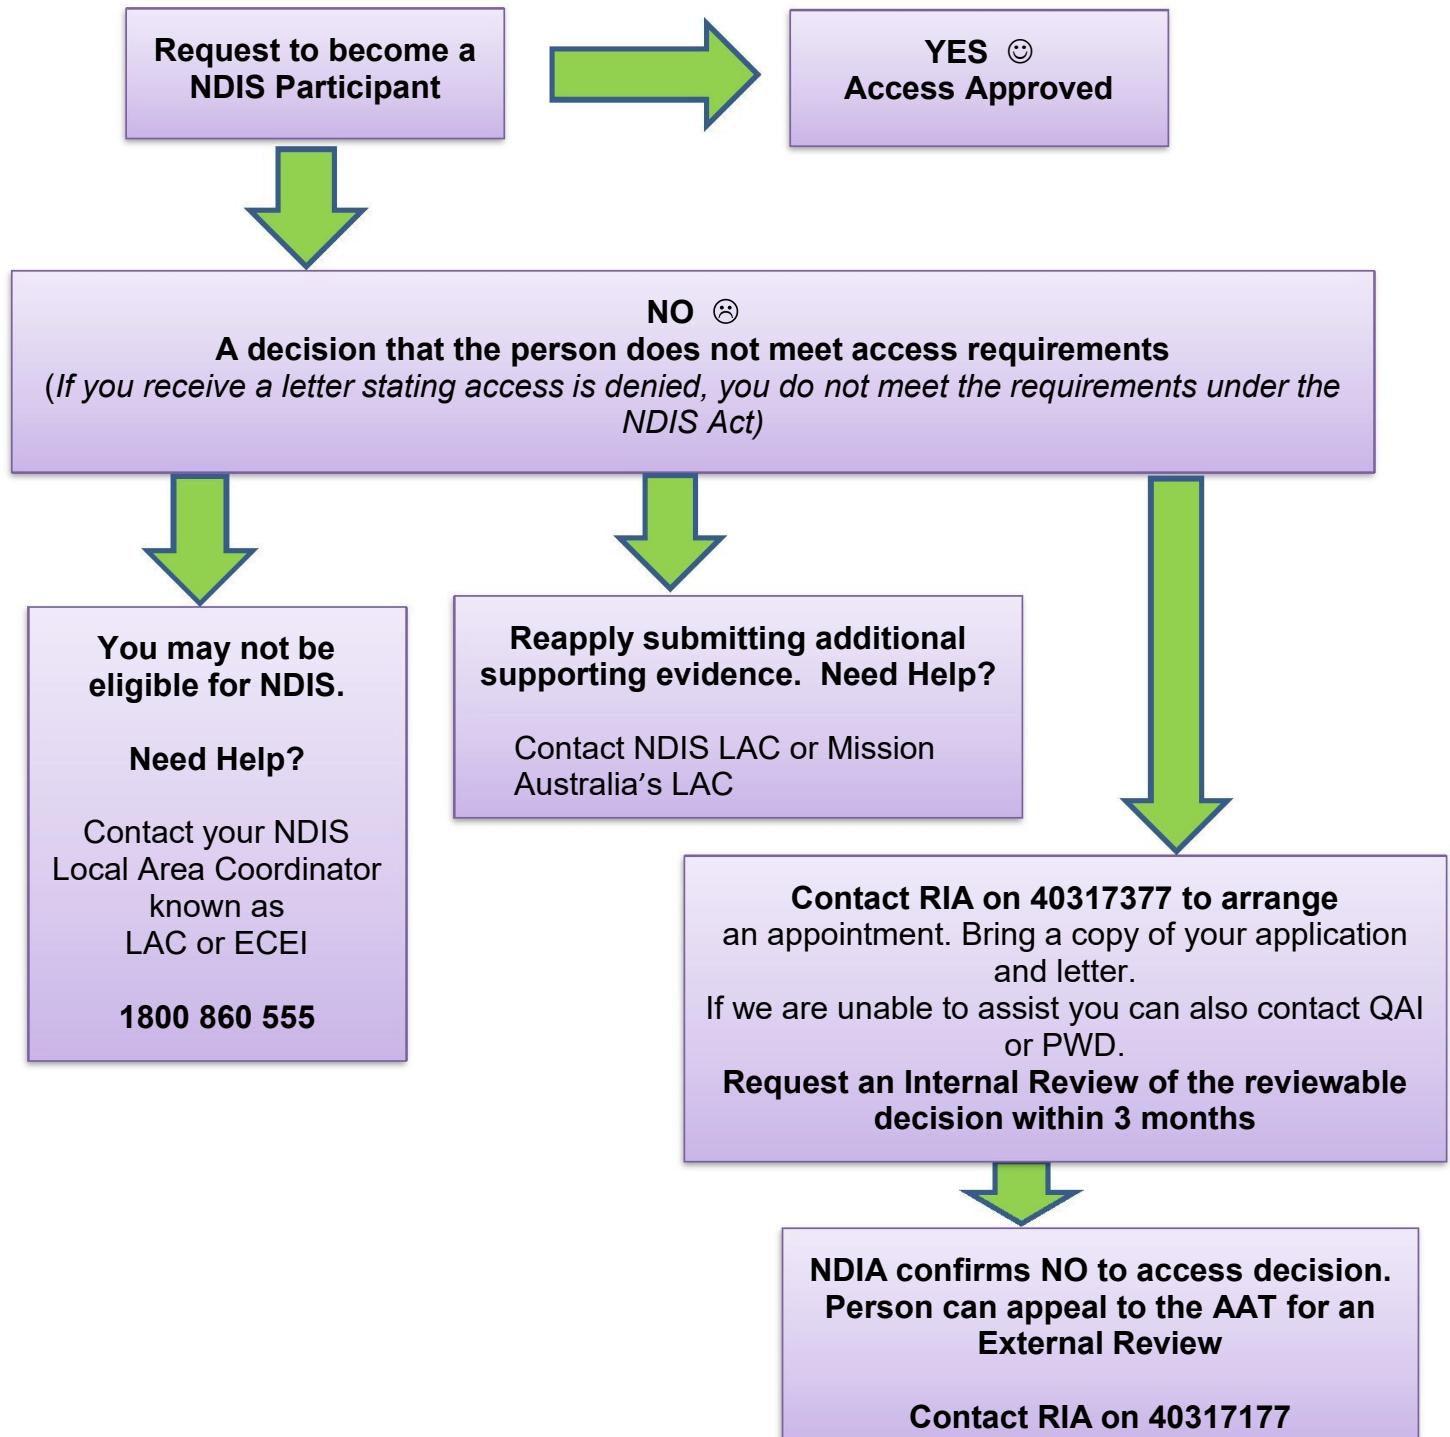 Request to become a
NDIS Participant
YES ☺
Access Approved
NO ☹
A decision that the person does not meet access requirements
(If you receive a letter stating access is denied, you do not meet the requirements under the
NDIS Act)
You may not be
eligible for NDIS.
Need Help?
Contact your NDIS
Local Area Coordinator
known as
LAC or ECEI
1800 860 555
Reapply submitting additional
supporting evidence.  Need Help?
Contact NDIS LAC or Mission
Australia’s LAC
Contact RIA on 40317377 to arrange
an appointment. Bring a copy of your application
and letter.
If we are unable to assist you can also contact QAI
or PWD.
Request an Internal Review of the reviewable
decision within 3 months
NDIA confirms NO to access decision.
Person can appeal to the AAT for an
External Review
Contact RIA on 40317177